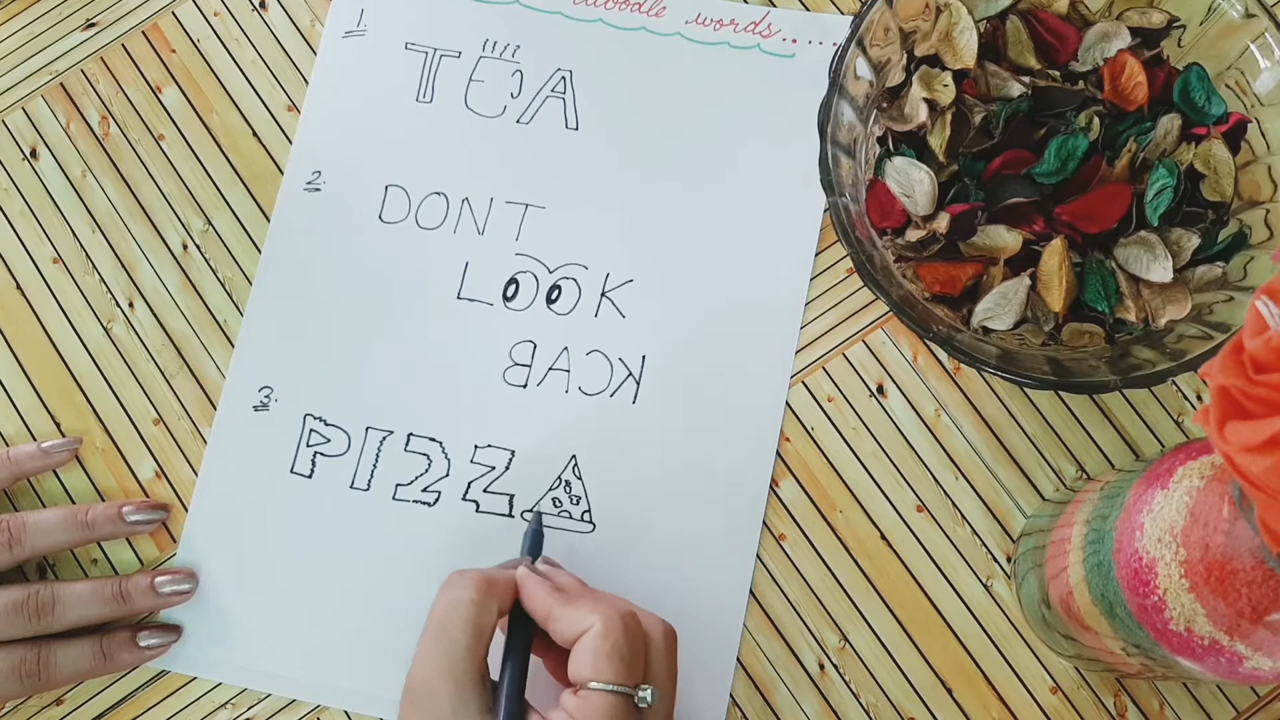 doodle words......
1.
TEA
2.
DONT
LOOK
BACK
3.
PIZZA